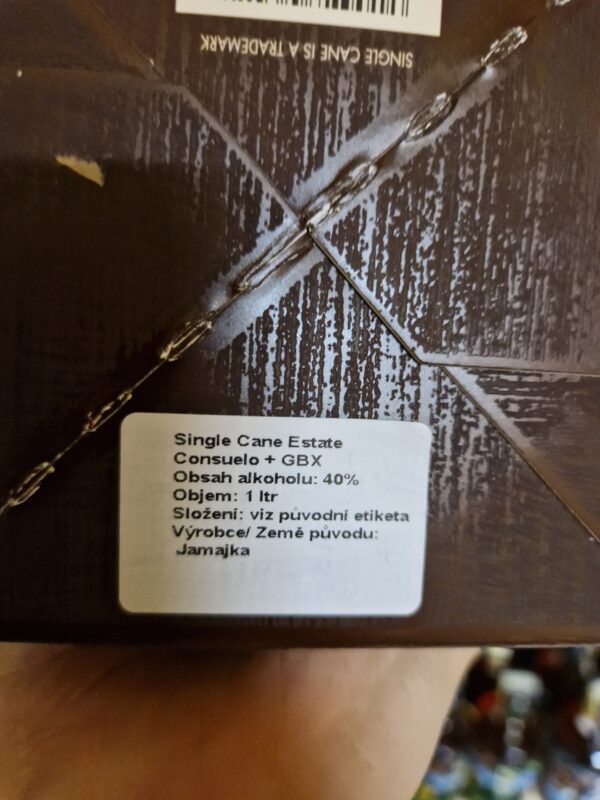 SINGLE CANE IS A TRADEMARK
Single Cane Estate
Consuelo + GBX
Obsah alkoholu: 40%
Objem: 1 ltr
Složení: viz původní etiketa
Výrobce/ Země původu:
Jamajka